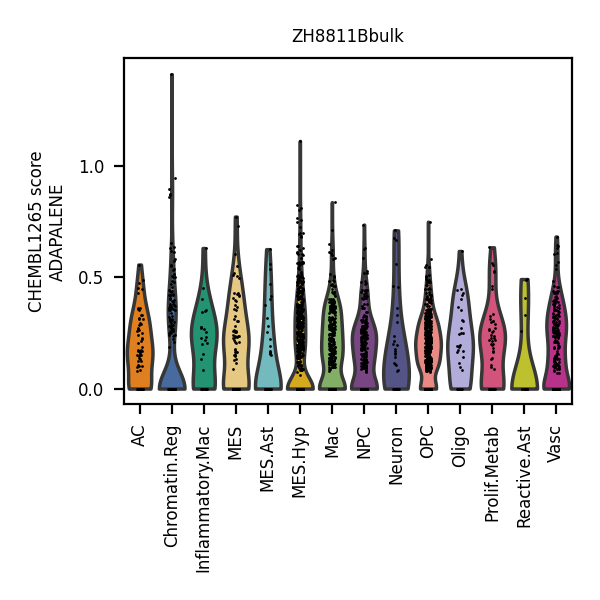 ZH8811Bbulk
CHEMBL1265 score
ADAPALENE
1.0
0.5
0.0
AC
Chromatin.Reg
Inflammatory.Mac
MES
MES.Ast
MES.Hyp
Mac
NPC
Neuron
OPC
Oligo
Prolif.Metab
Reactive.Ast
Vasc